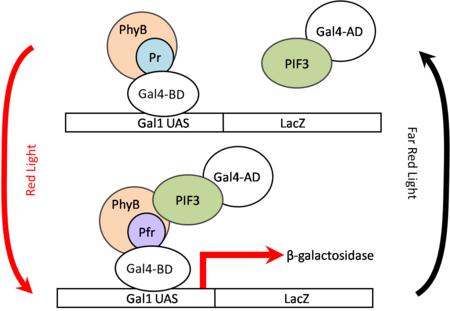 PhyB
Pr
Gal4-BD
Gal4-AD
PIF3
Gal1 UAS
LacZ
Red Light
Far Red Light
PhyB
Pfr
PIF3
Gal4-AD
Gal4-BD
β-galactosidase
Gal1 UAS
LacZ